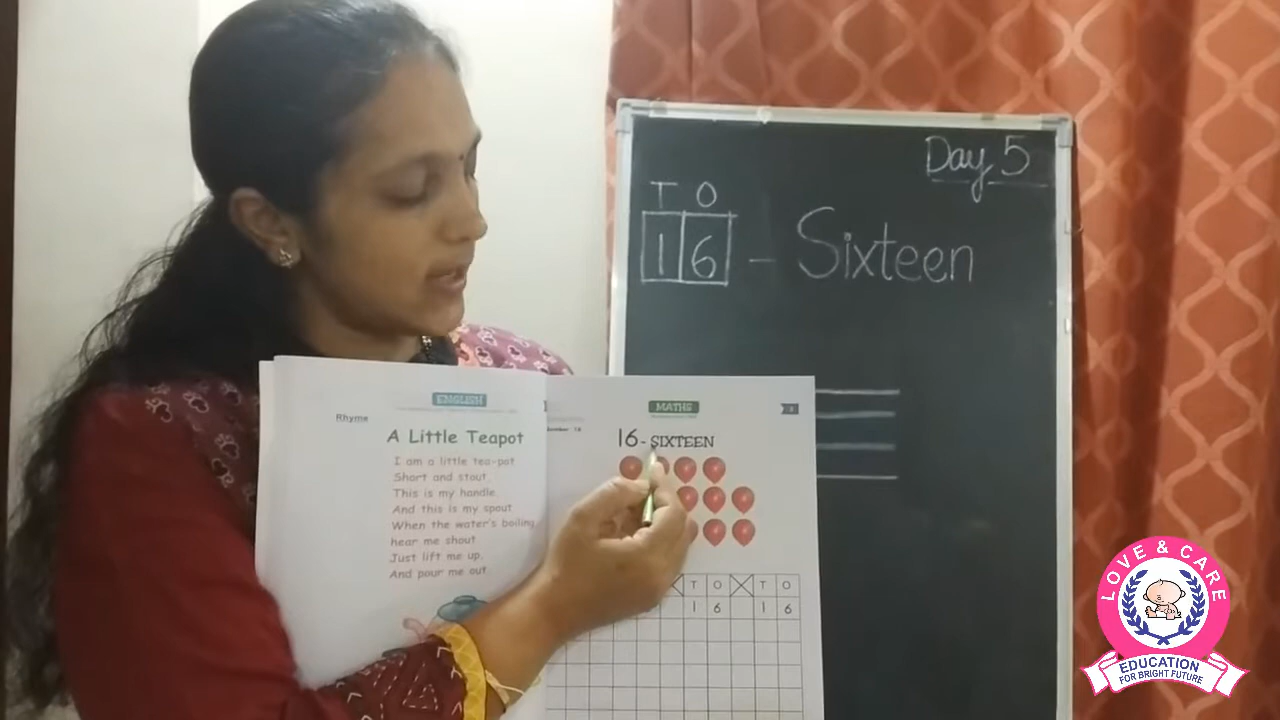 Day 5
T O
16 - Sixteen
ENGLISH
Rhyme
A Little Teapot
I am a little tea-pot
Short and stout,
This is my handle.
And this is my spout
When the water's boiling
hear me shout
Just lift me up,
And pour me out.
MATHS
16 - SIXTEEN
T O T O
1 6 1 6
LOVE & CARE
EDUCATION
FOR BRIGHT FUTURE